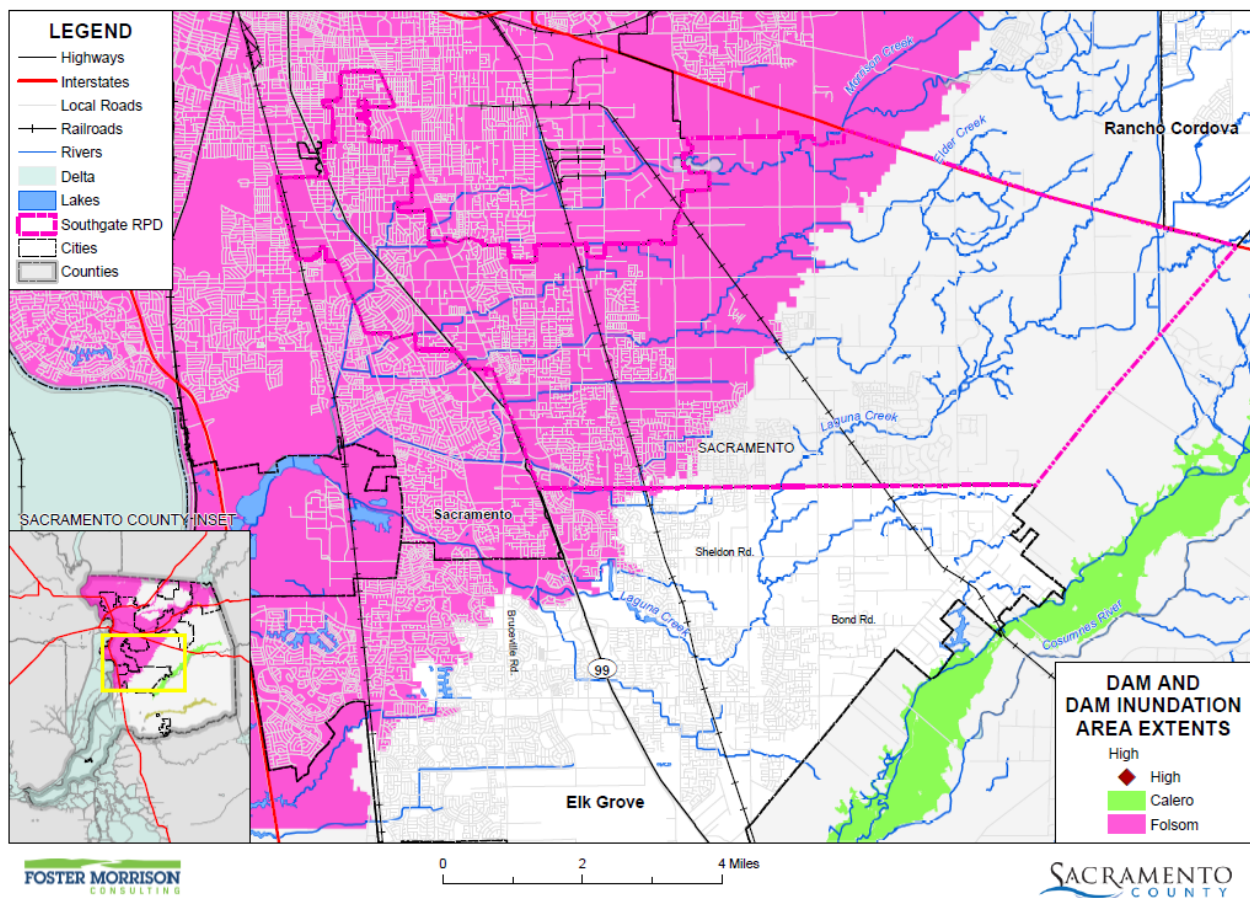 LEGEND
Highways
Interstates
Local Roads
Railroads
Rivers
Delta
Lakes
Southgate RPD
Cities
Counties
Morrison Creek
Elder Creek
Rancho Cordova
Laguna Creek
SACRAMENTO
Sacramento
SACRAMENTO COUNTY INSET
Sheldon Rd.
Laguna Creek
Bruceville Rd.
Bond Rd.
Cosumnes River
99
Elk Grove
DAM AND
DAM INUNDATION
AREA EXTENTS
High
High
Calero
Folsom
FOSTER MORRISON
CONSULTING
0 2 4 Miles
SACRAMENTO
COUNTY